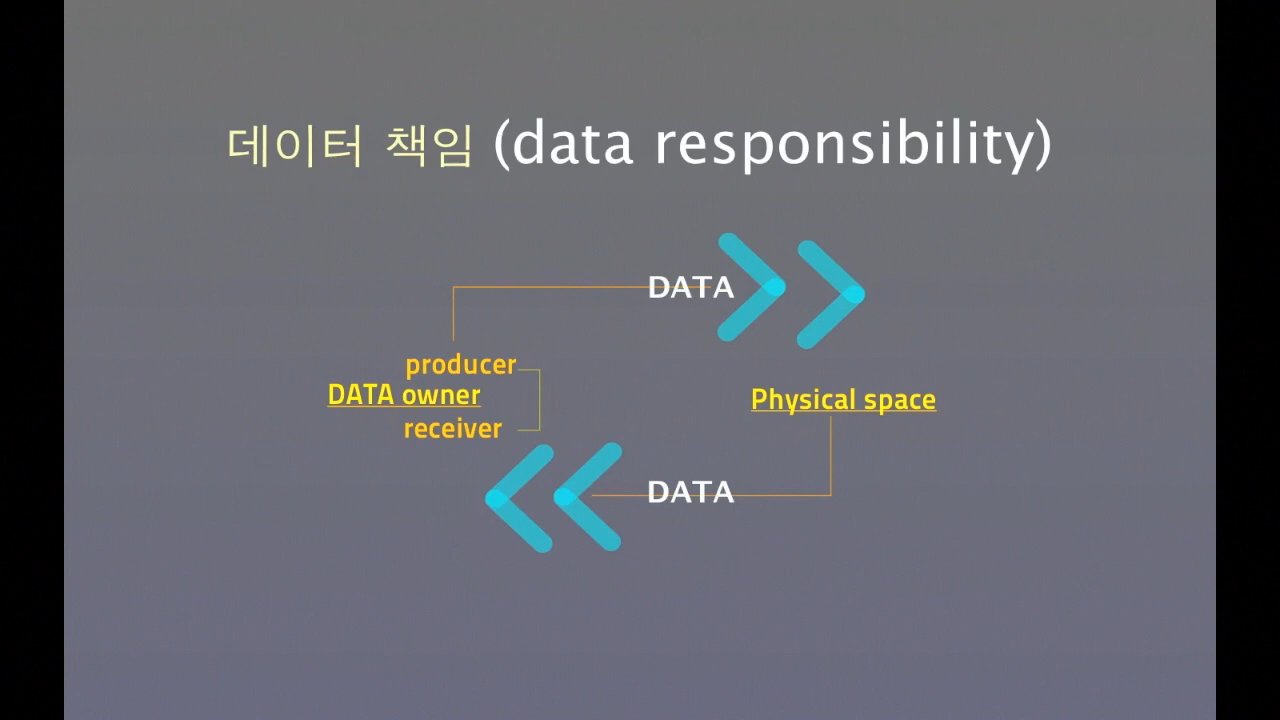 데이터 책임 (data responsibility)
DATA
producer
DATA owner
receiver
Physical space
DATA